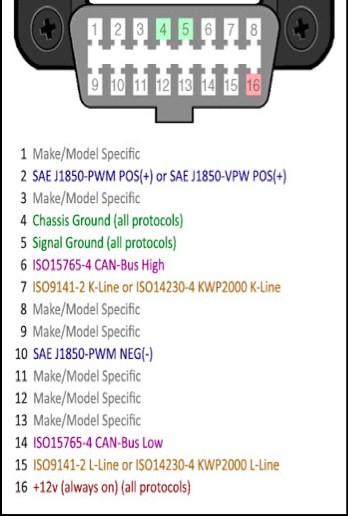 1 2 3 4 5 6 7 8
9 10 11 12 13 14 15 16
1 Make/Model Specific
2 SAE J1850-PWM POS(+) or SAE J1850-VPW POS(+)
3 Make/Model Specific
4 Chassis Ground (all protocols)
5 Signal Ground (all protocols)
6 ISO15765-4 CAN-Bus High
7 ISO9141-2 K-Line or ISO14230-4 KWP2000 K-Line
8 Make/Model Specific
9 Make/Model Specific
10 SAE J1850-PWM NEG(-)
11 Make/Model Specific
12 Make/Model Specific
13 Make/Model Specific
14 ISO15765-4 CAN-Bus Low
15 ISO9141-2 L-Line or ISO14230-4 KWP2000 L-Line
16 +12v (always on) (all protocols)